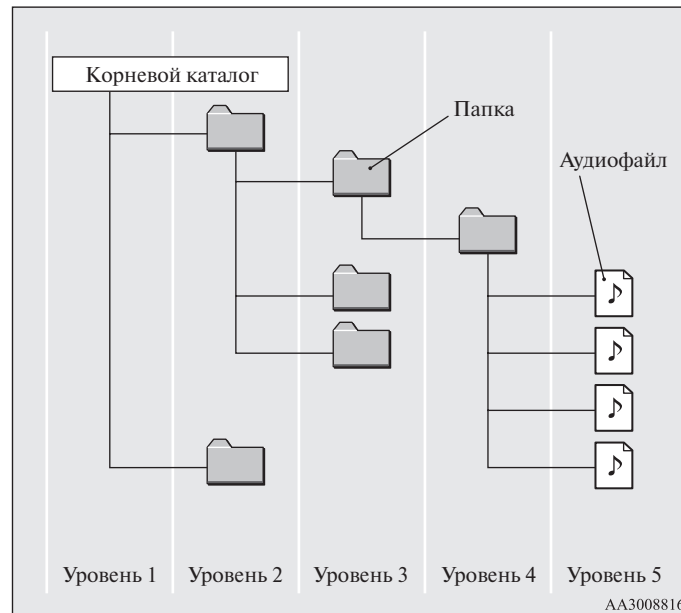 Корневой каталог
Папка
Аудиофайл
Уровень 1 Уровень 2 Уровень 3 Уровень 4 Уровень 5
AA3008816